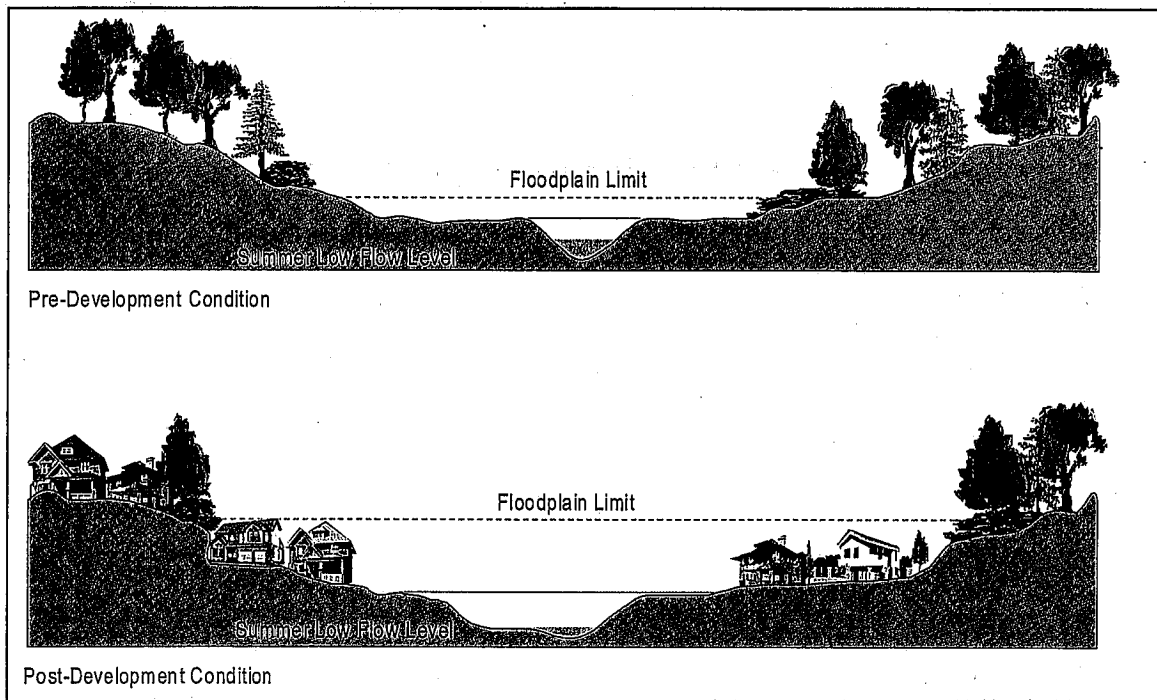 Floodplain Limit
Summer Low Flow Level
Pre-Development Condition
Floodplain Limit
Summer Low Flow Level
Post-Development Condition